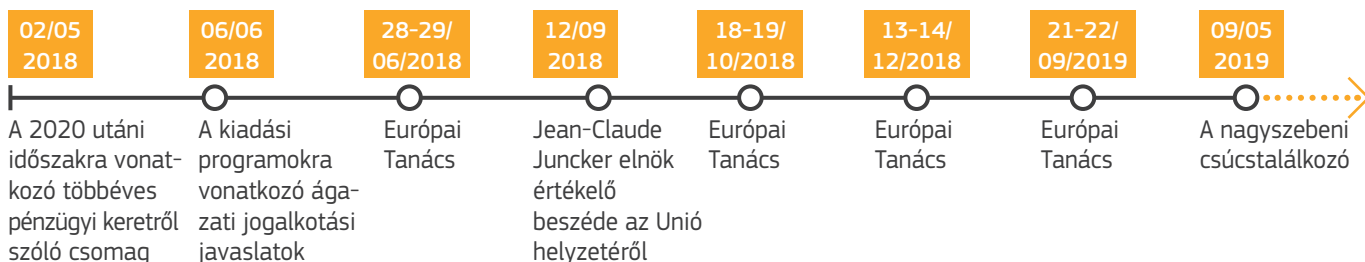 02/05
2018
06/06
2018
28-29/
06/2018
12/09
2018
18-19/
10/2018
13-14/
12/2018
21-22/
09/2019
09/05
2019
A 2020 utáni
időszakra vonat-
kozó többéves
pénzügyi keretről
szóló csomag
A kiadási
programokra
vonatkozó ága-
zati jogalkotási
javaslatok
Európai
Tanács
Jean-Claude
Juncker elnök
értékelő
beszéde az Unió
helyzetéről
Európai
Tanács
Európai
Tanács
Európai
Tanács
A nagyszebeni
csúcstalálkozó